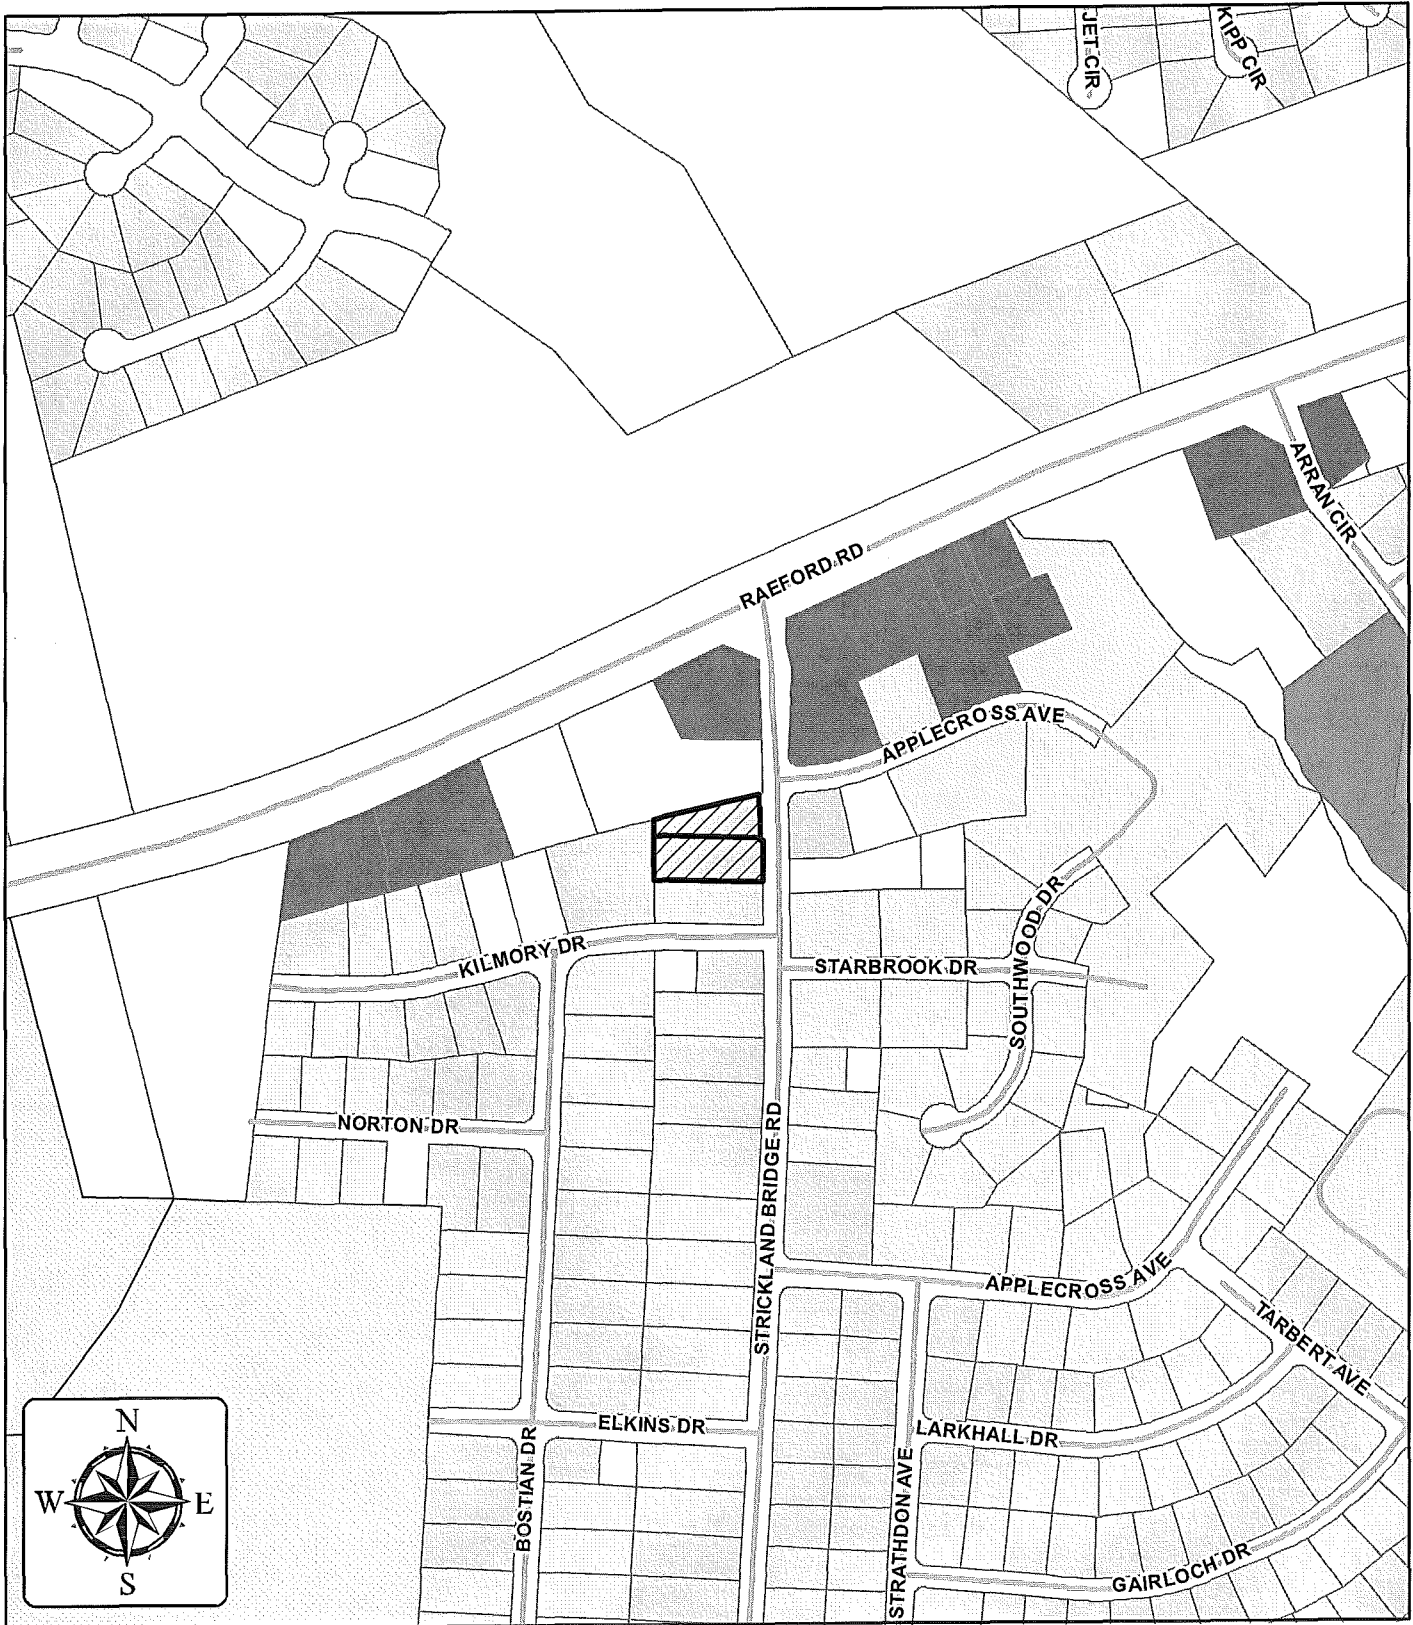 JET CIR
KIPP CIR
ARRAN CIR
RAEFORD RD
APPLECROSS AVE
SOUTHWOOD DR
KILMORY DR
STARBROOK DR
NORTON DR
STRICKLAND BRIDGE RD
APPLECROSS AVE
TARBERT AVE
ELKINS DR
LARKHALL DR
BOSTIAN DR
STRATHDON AVE
GAIRLOCH DR
N
W E
S